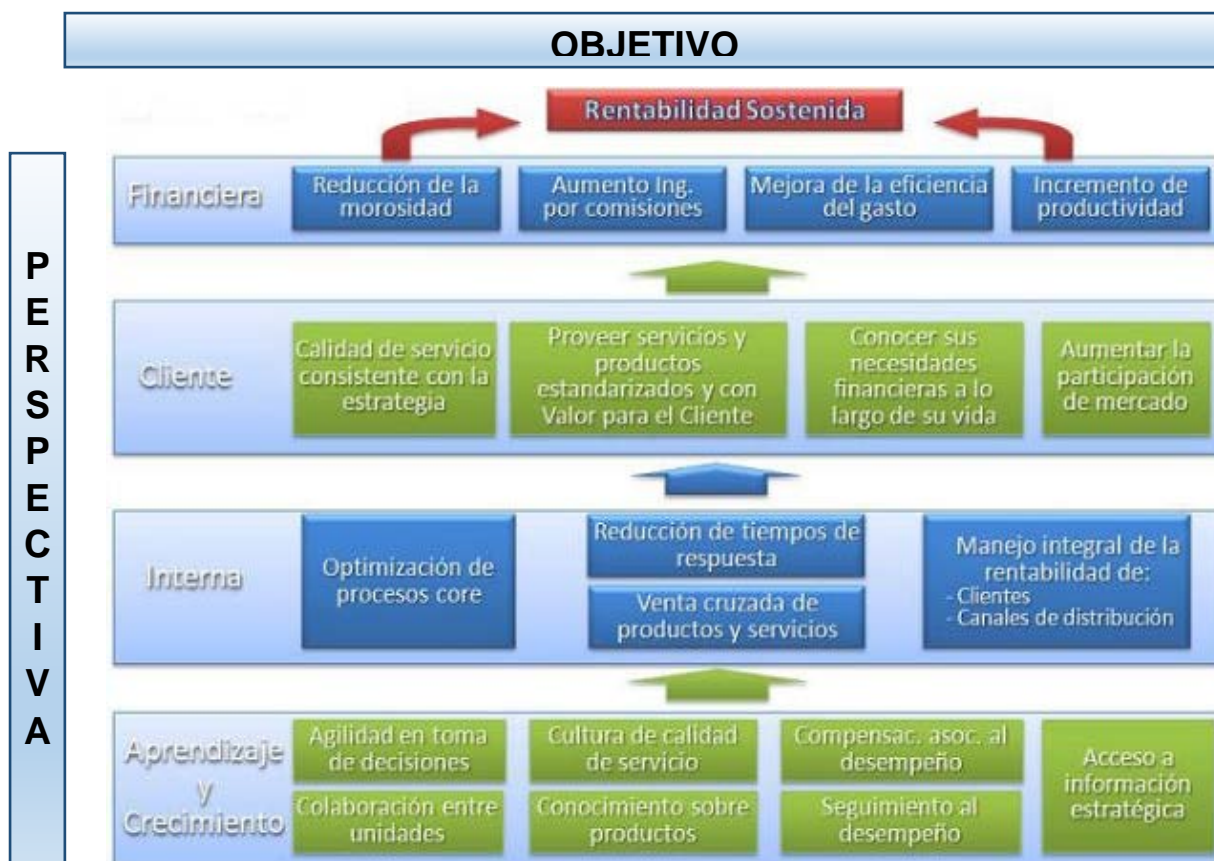 OBJETIVO
Rentabilidad Sostenida
PERSPECTIVA
Financiera
Reducción de la
morosidad
Aumento Ing.
por comisiones
Mejora de la eficiencia
del gasto
Incremento de
productividad
Cliente
Calidad de servicio
consistente con la
estrategia
Proveer servicios y
productos
estandarizados y con
Valor para el Cliente
Conocer sus
necesidades
financieras a lo
largo de su vida
Aumentar la
participación
de mercado
Interna
Optimización de
procesos core
Reducción de tiempos de
respuesta
Venta cruzada de
productos y servicios
Manejo integral de la
rentabilidad de:
- Clientes
- Canales de distribución
Aprendizaje
y
Crecimiento
Agilidad en toma
de decisiones
Cultura de calidad
de servicio
Compensac. asoc. al
desempeño
Acceso a
información
estratégica
Colaboración entre
unidades
Conocimiento sobre
productos
Seguimiento al
desempeño